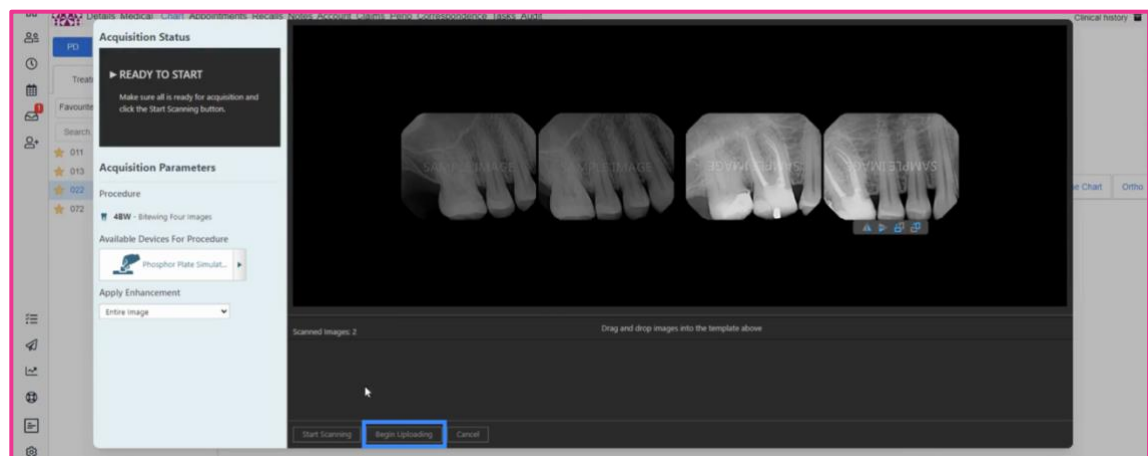 Details Medical Chart Appointments Recalls Notes Account Claims Perio Correspondence Tasks Audit
Clinical history
Acquisition Status
PD
READY TO START
Make sure all is ready for acquisition and
click the Start Scanning button.
Treat
Favourite
Search
1
011
013
022
072
Acquisition Parameters
Procedure
4BW - Bitewing Four Images
Available Devices For Procedure
Phosphor Plate Simulat...
Apply Enhancement
Entire Image
SAMPLE IMAGE
SAMPLE IMAGE
SAMPLE IMAGE
SAMPLE IMAGE
e Chart
Ortho
Scanned Images: 2
Drag and drop images into the template above
Start Scanning
Begin Uploading
Cancel